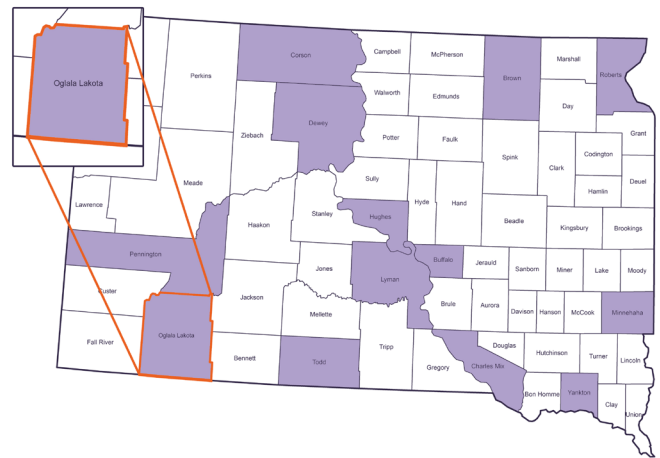 Oglala Lakota
Perkins
Corson
Campbell
McPherson
Brown
Marshall
Roberts
Walworth
Edmunds
Day
Dewey
Ziebach
Potter
Faulk
Spink
Grant
Codington
Clark
Deuel
Hamlin
Meade
Sully
Hyde
Hand
Lawrence
Haakon
Stanley
Hughes
Beadle
Kingsbury
Brookings
Pennington
Jones
Lyman
Buffalo
Jerauld
Sanborn
Miner
Lake
Moody
Custer
Jackson
Mellette
Brule
Aurora
Davison
Hanson
McCook
Minnehaha
Fall River
Oglala Lakota
Bennett
Todd
Tripp
Gregory
Douglas
Charles Mix
Hutchinson
Turner
Lincoln
Bon Homme
Yankton
Clay
Union